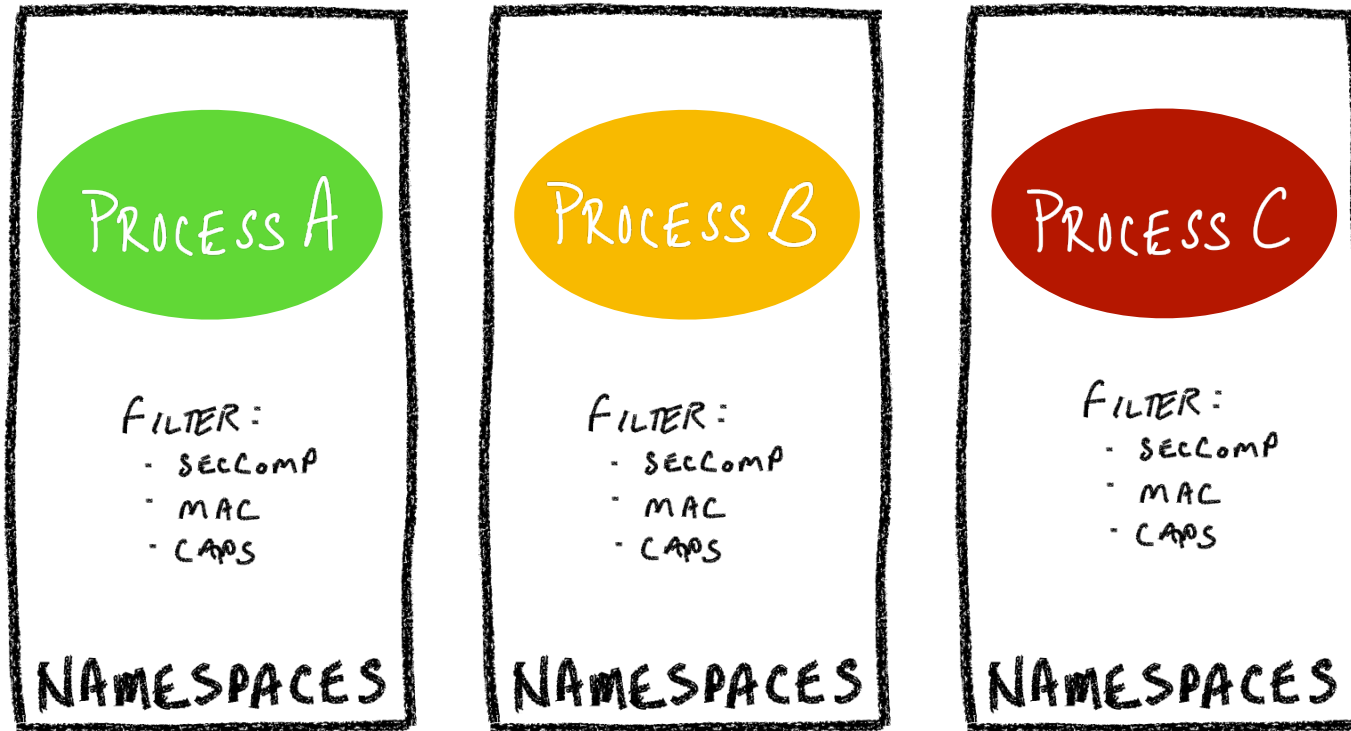 PROCESS A
FILTER:
- SECCOMP
- MAC
- CAPS
NAMESPACES
PROCESS B
FILTER:
- SECCOMP
- MAC
- CAPS
NAMESPACES
PROCESS C
FILTER:
- SECCOMP
- MAC
- CAPS
NAMESPACES